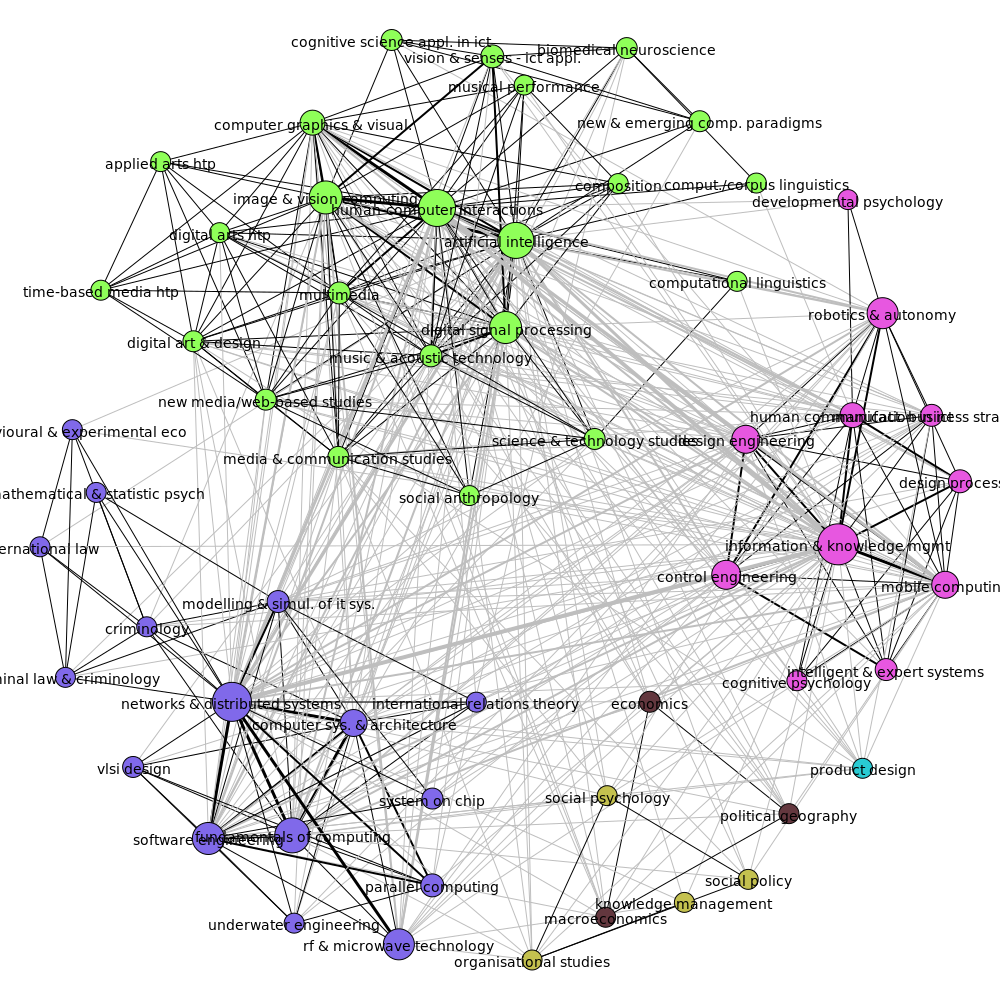 cognitive science appl. in ict
biomedical neuroscience
vision & senses - ict appl.
musical performance
computer graphics & visual.
new & emerging comp. paradigms
applied arts htp
composition
comput./corpus linguistics
image & vision computing
developmental psychology
human computer interactions
digital arts htp
artificial intelligence
computational linguistics
time-based media htp
multimedia
robotics & autonomy
digital signal processing
digital art & design
music & acoustic technology
new media/web-based studies
human
ioural & experimental eco
science & technology studies
design engineering
media & communication studies
design process
mathematical & statistic psych
social anthropology
ernational law
information & knowledge mgmt
control engineering
mobile computin
modelling & simul. of it sys.
criminology
intelligent & expert systems
inal law & criminology
cognitive psychology
networks & distributed systems
international relations theory
economics
computer sys. & architecture
vlsi design
product design
system on chip
social psychology
political geography
software engineering
fundamentals of computing
parallel computing
social policy
knowledge management
underwater engineering
macroeconomics
rf & microwave technology
organisational studies